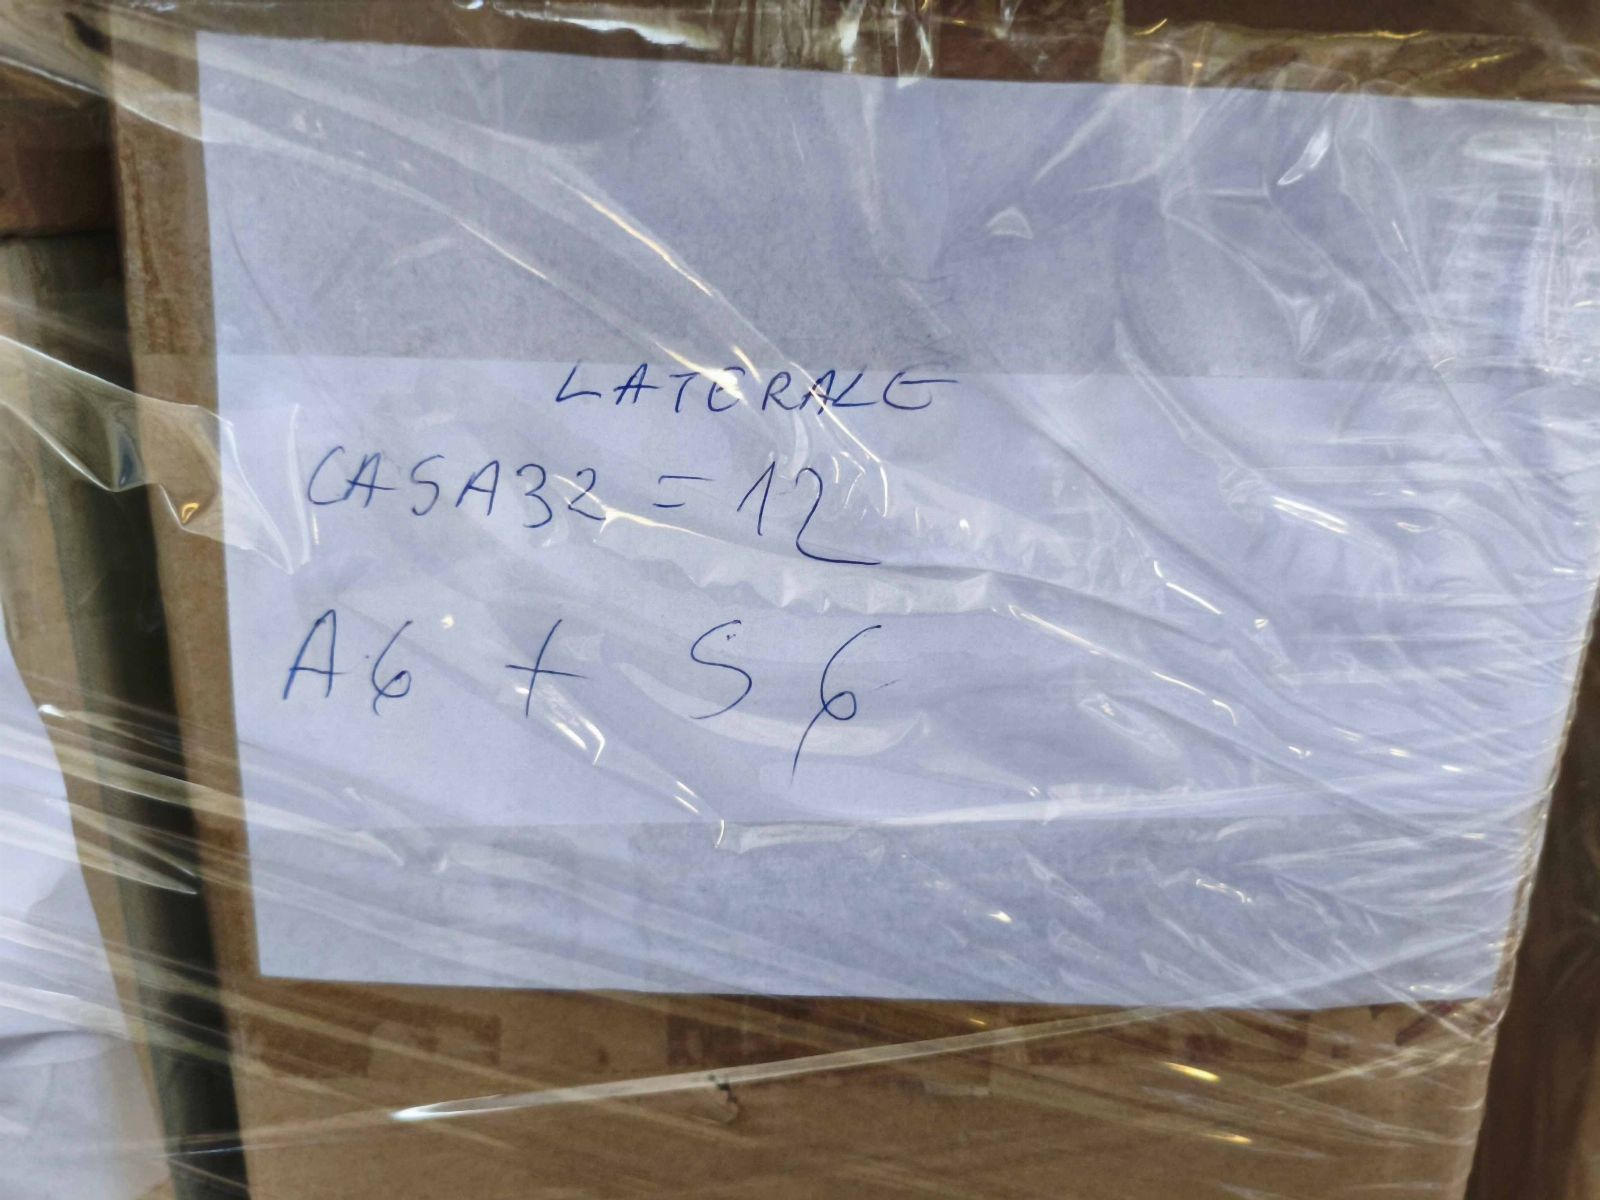 LATERALE
CASA32 = 12
A6 + S6